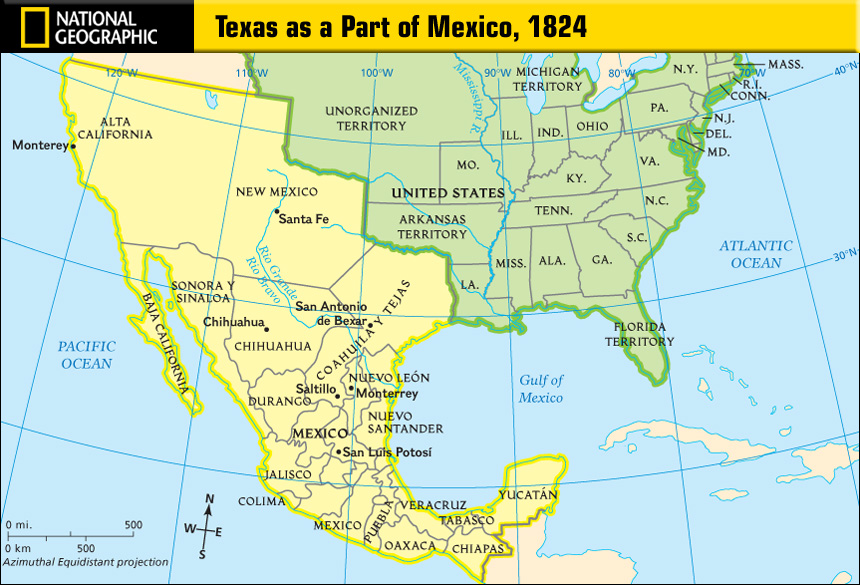 NATIONAL
GEOGRAPHIC
Texas as a Part of Mexico, 1824
120°W
110°W
100°W
90°W
80°W
70°W
40°N
30°N
MASS.
R.I.
CONN.
N.Y.
PA.
N.J.
DEL.
MD.
MICHIGAN
TERRITORY
Mississippi R.
UNORGANIZED
TERRITORY
ILL.
IND.
OHIO
VA.
MO.
KY.
UNITED STATES
N.C.
TENN.
ARKANSAS
TERRITORY
S.C.
MISS.
ALA.
GA.
LA.
FLORIDA
TERRITORY
ATLANTIC
OCEAN
ALTA
CALIFORNIA
Monterey
NEW MEXICO
Santa Fe
Rio Grande
Rio Bravo
SONORA Y
SINALOA
BAJA CALIFORNIA
San Antonio
de Bexar
COAHUILA Y TEJAS
Chihuahua
CHIHUAHUA
PACIFIC
OCEAN
Gulf of
Mexico
NUEVO LEÓN
Saltillo
Monterrey
DURANGO
NUEVO
SANTANDER
MEXICO
San Luis Potosí
JALISCO
COLIMA
MEXICO
PUEBLA
VERACRUZ
TABASCO
YUCATÁN
OAXACA
CHIAPAS
N
W
E
S
0 mi.
500
0 km
500
Azimuthal Equidistant projection